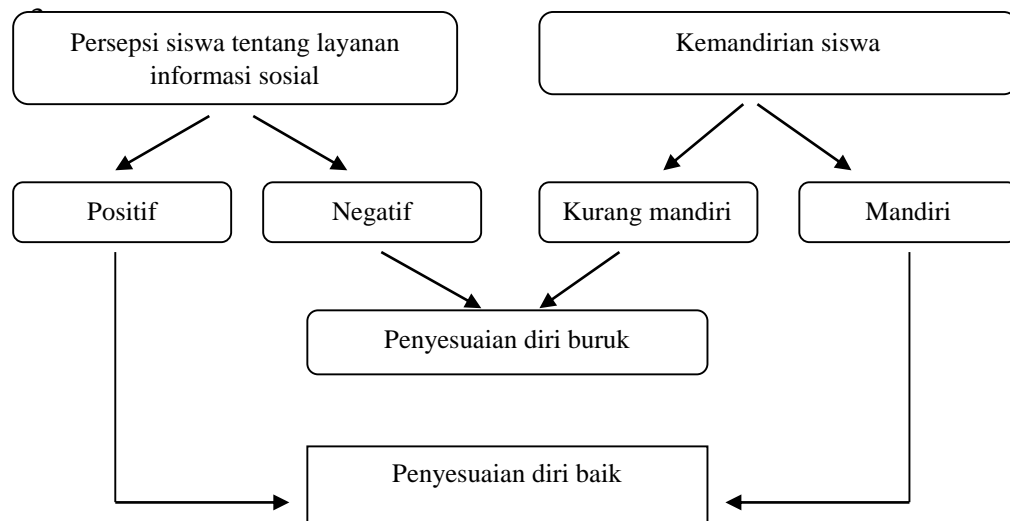 Persepsi siswa tentang layanan
informasi sosial
Kemandirian siswa
Positif
Negatif
Kurang mandiri
Mandiri
Penyesuaian diri buruk
Penyesuaian diri baik